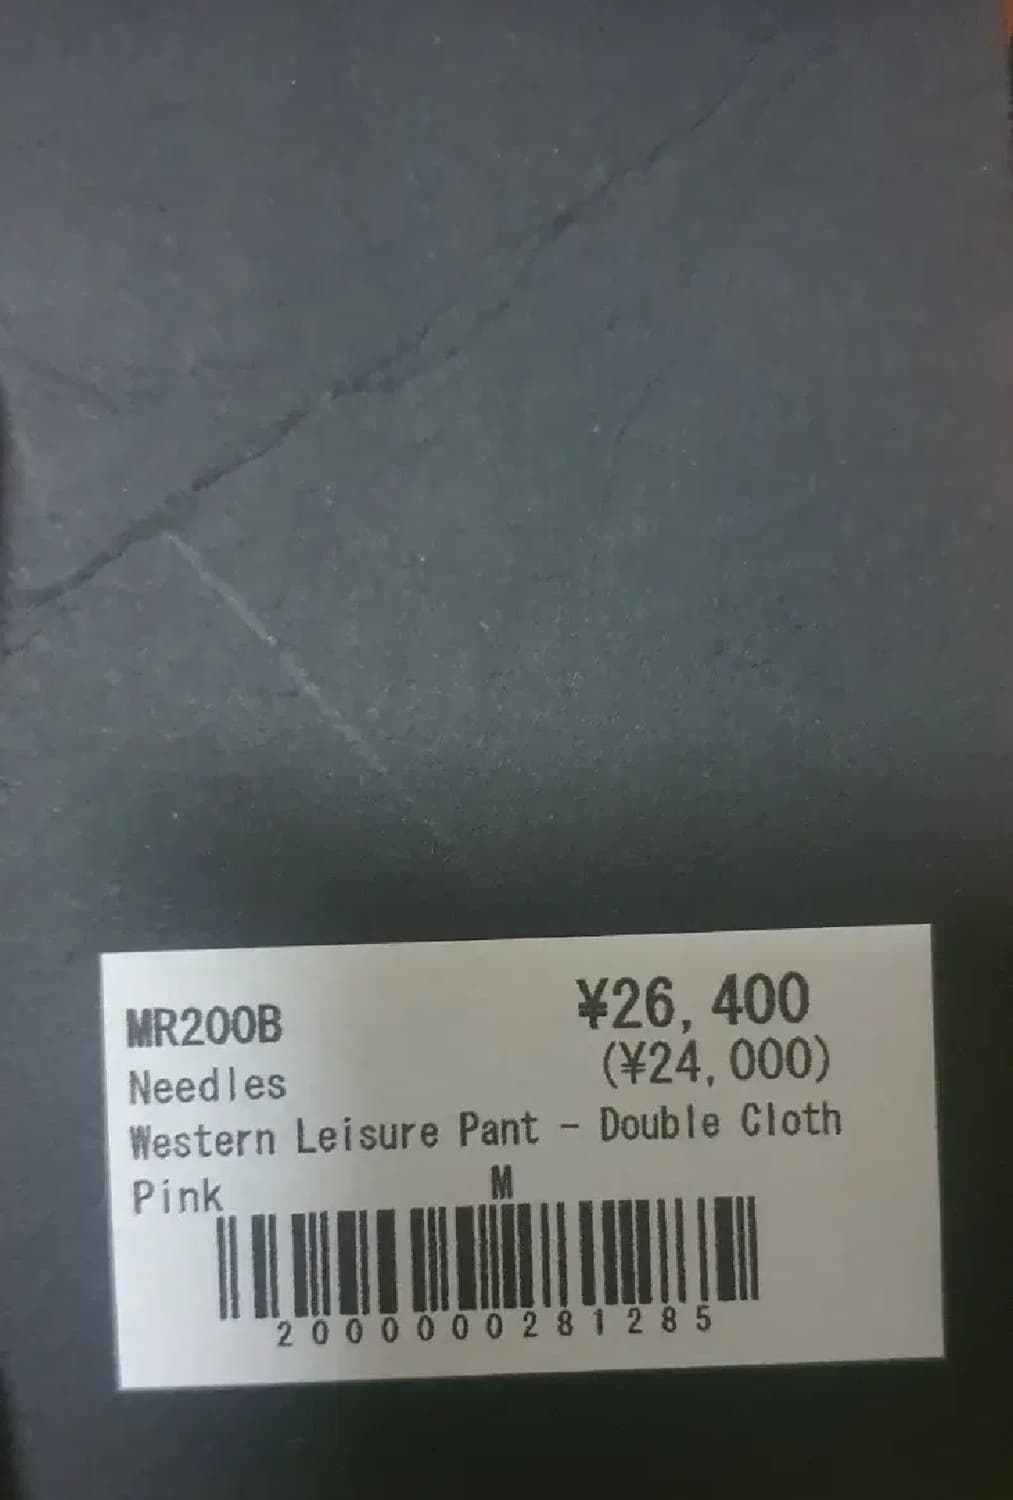 MR200B ¥26,400
Needles (¥24,000)
Western Leisure Pant - Double Cloth
Pink M
2000000281285